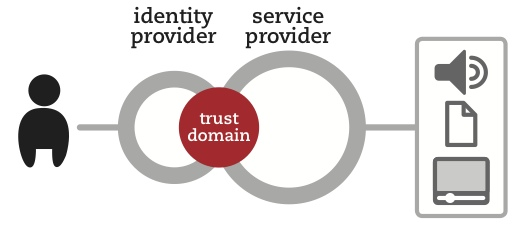 identity
provider
service
provider
trust
domain